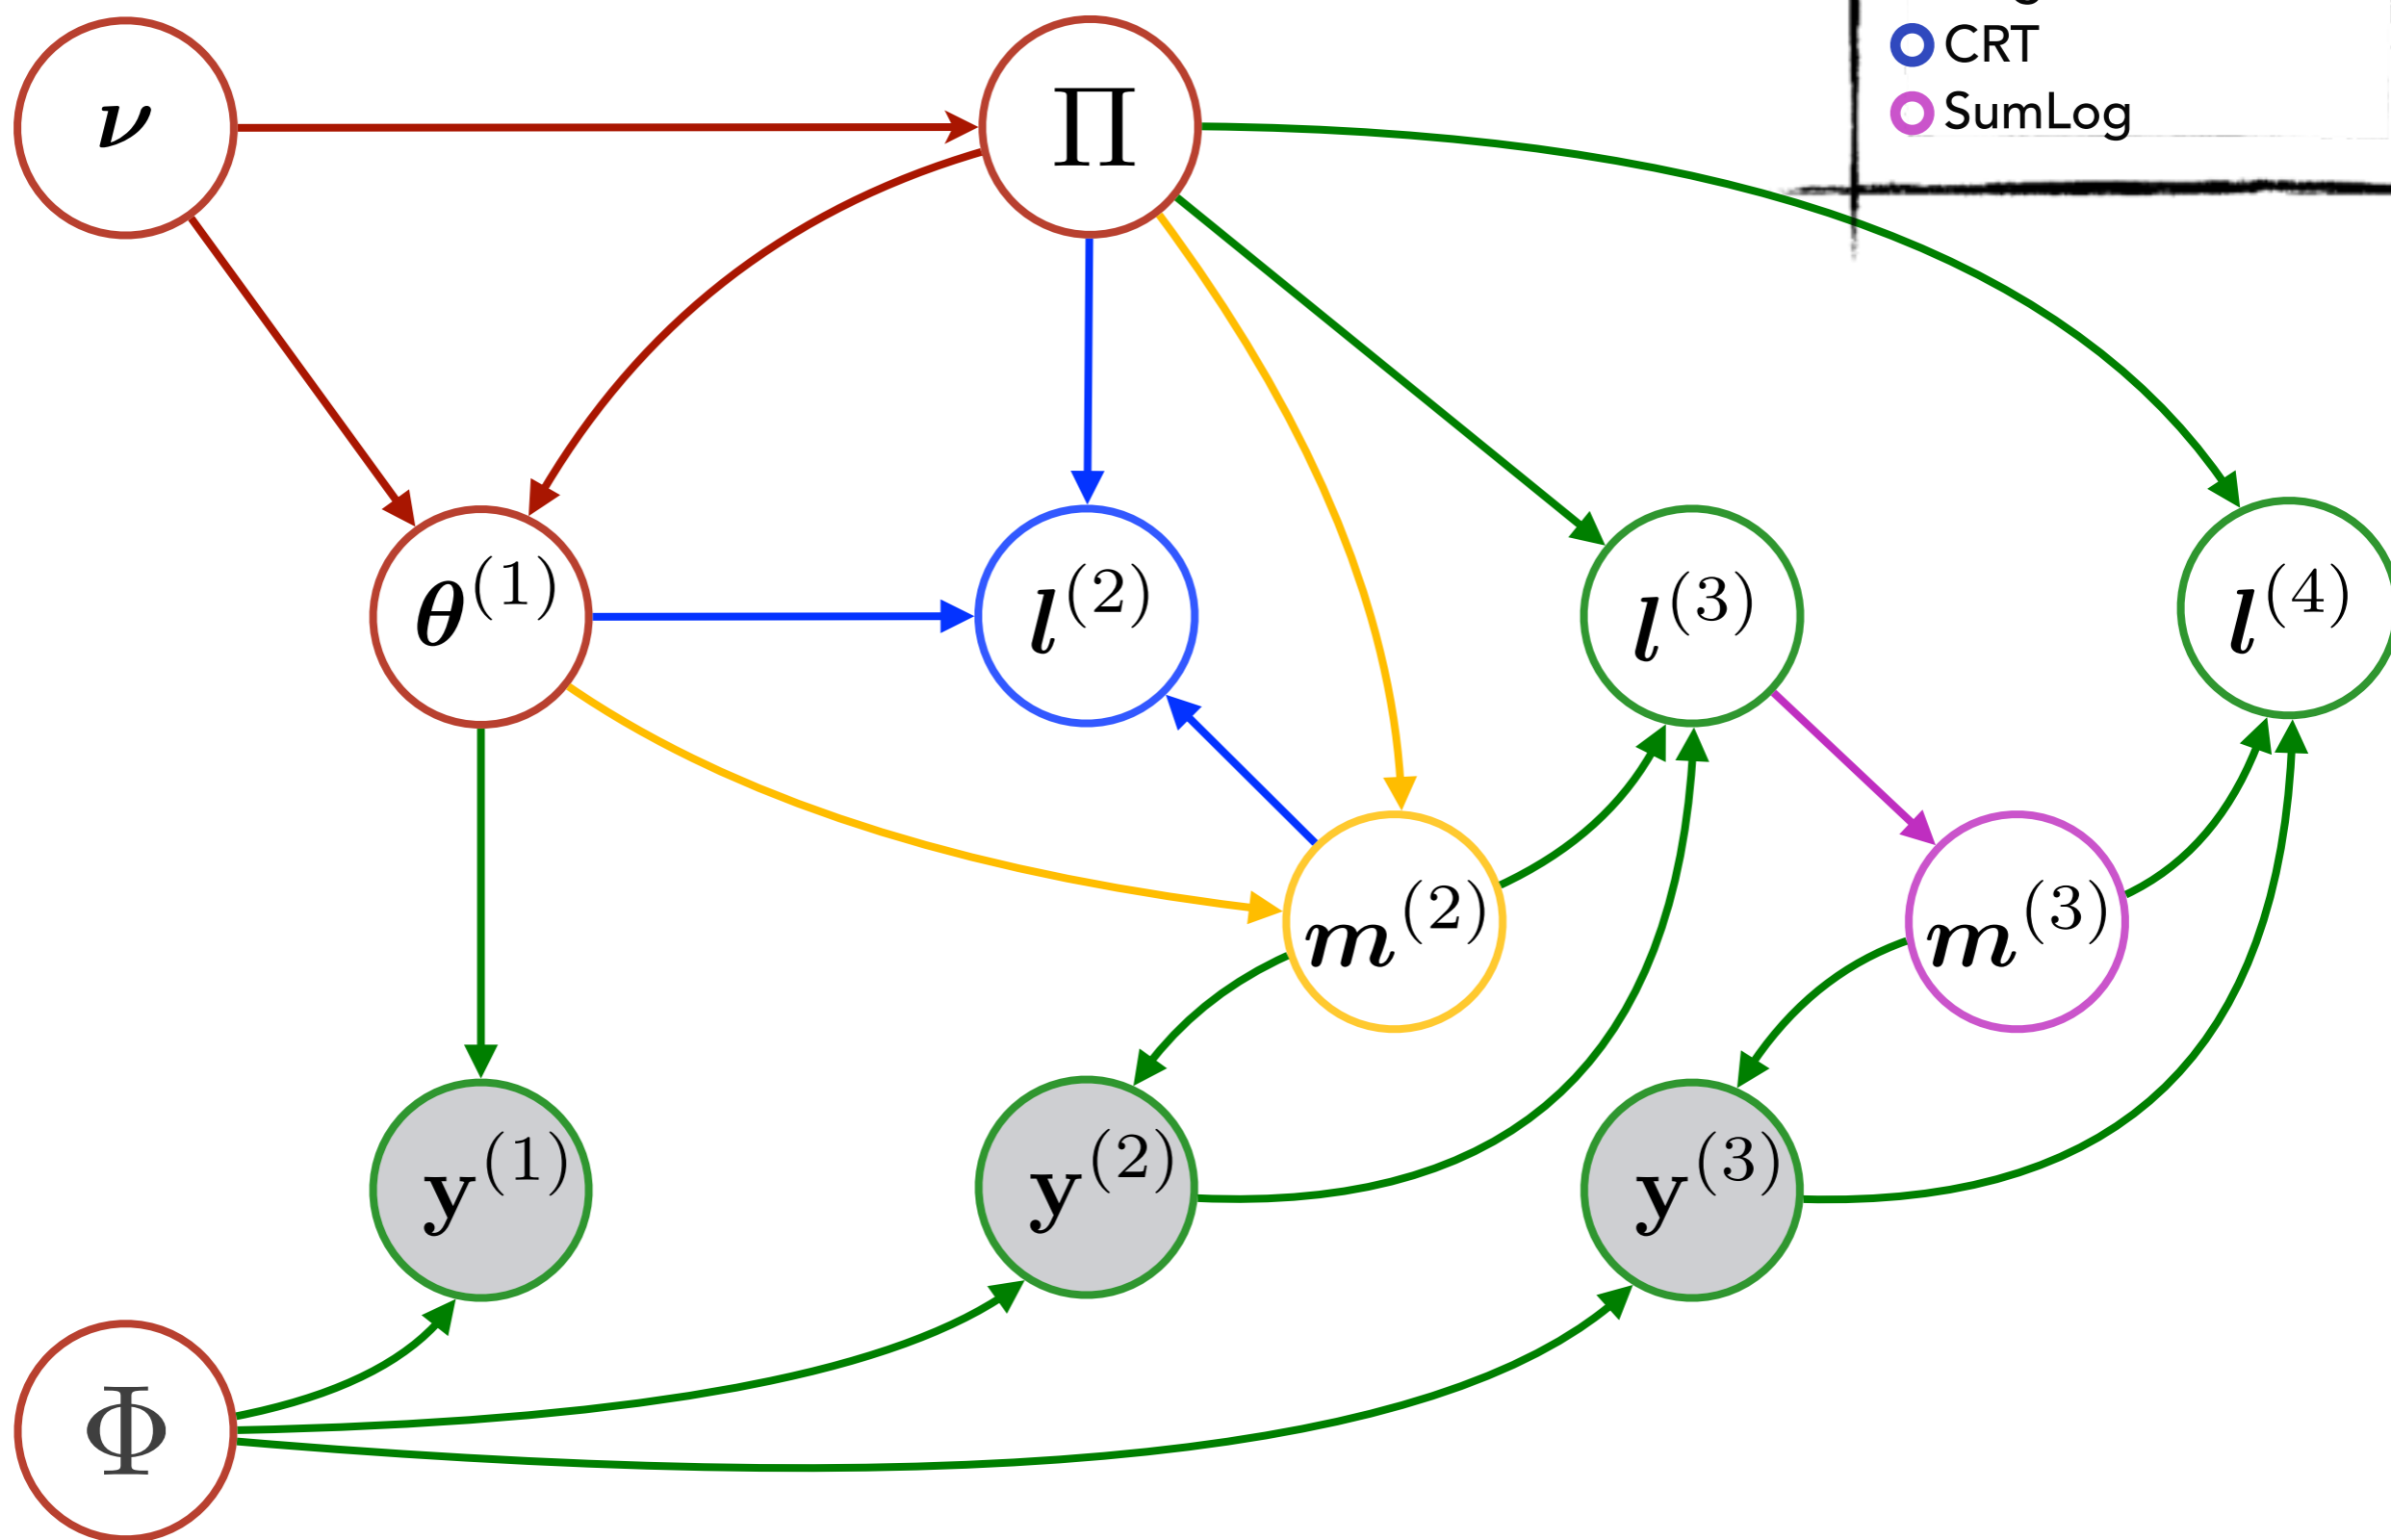 CRT
SumLog
ν
Π
θ^(1)
l^(2)
l^(3)
l^(4)
m^(2)
m^(3)
y^(1)
y^(2)
y^(3)
Φ